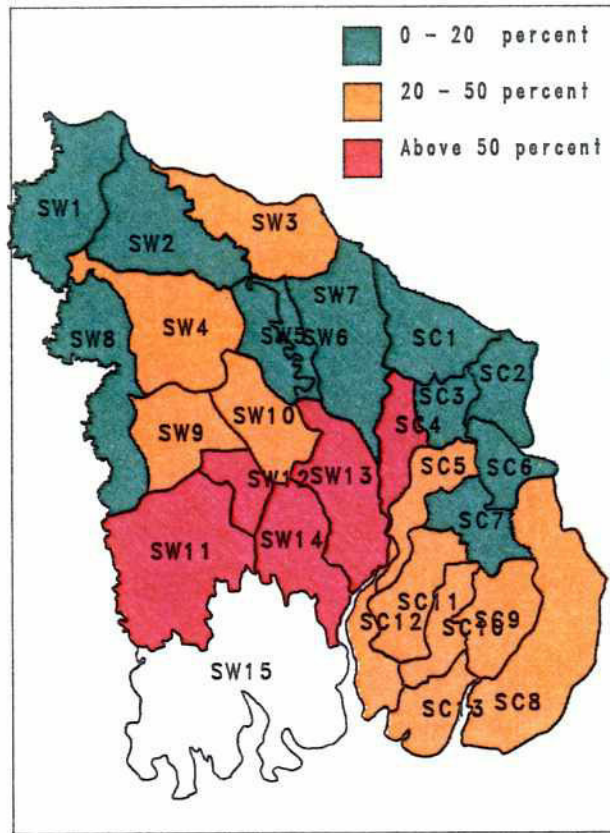 0 - 20 percent
20 - 50 percent
Above 50 percent
SW1
SW2
SW3
SW7
SW8
SW4
SW5
SW6
SC1
SC2
SC3
SC4
SW9
SW10
SC5
SC6
SW12
SW13
SC7
SW11
SW14
SC11
SC12
SC10
SC9
SW15
SC13
SC8